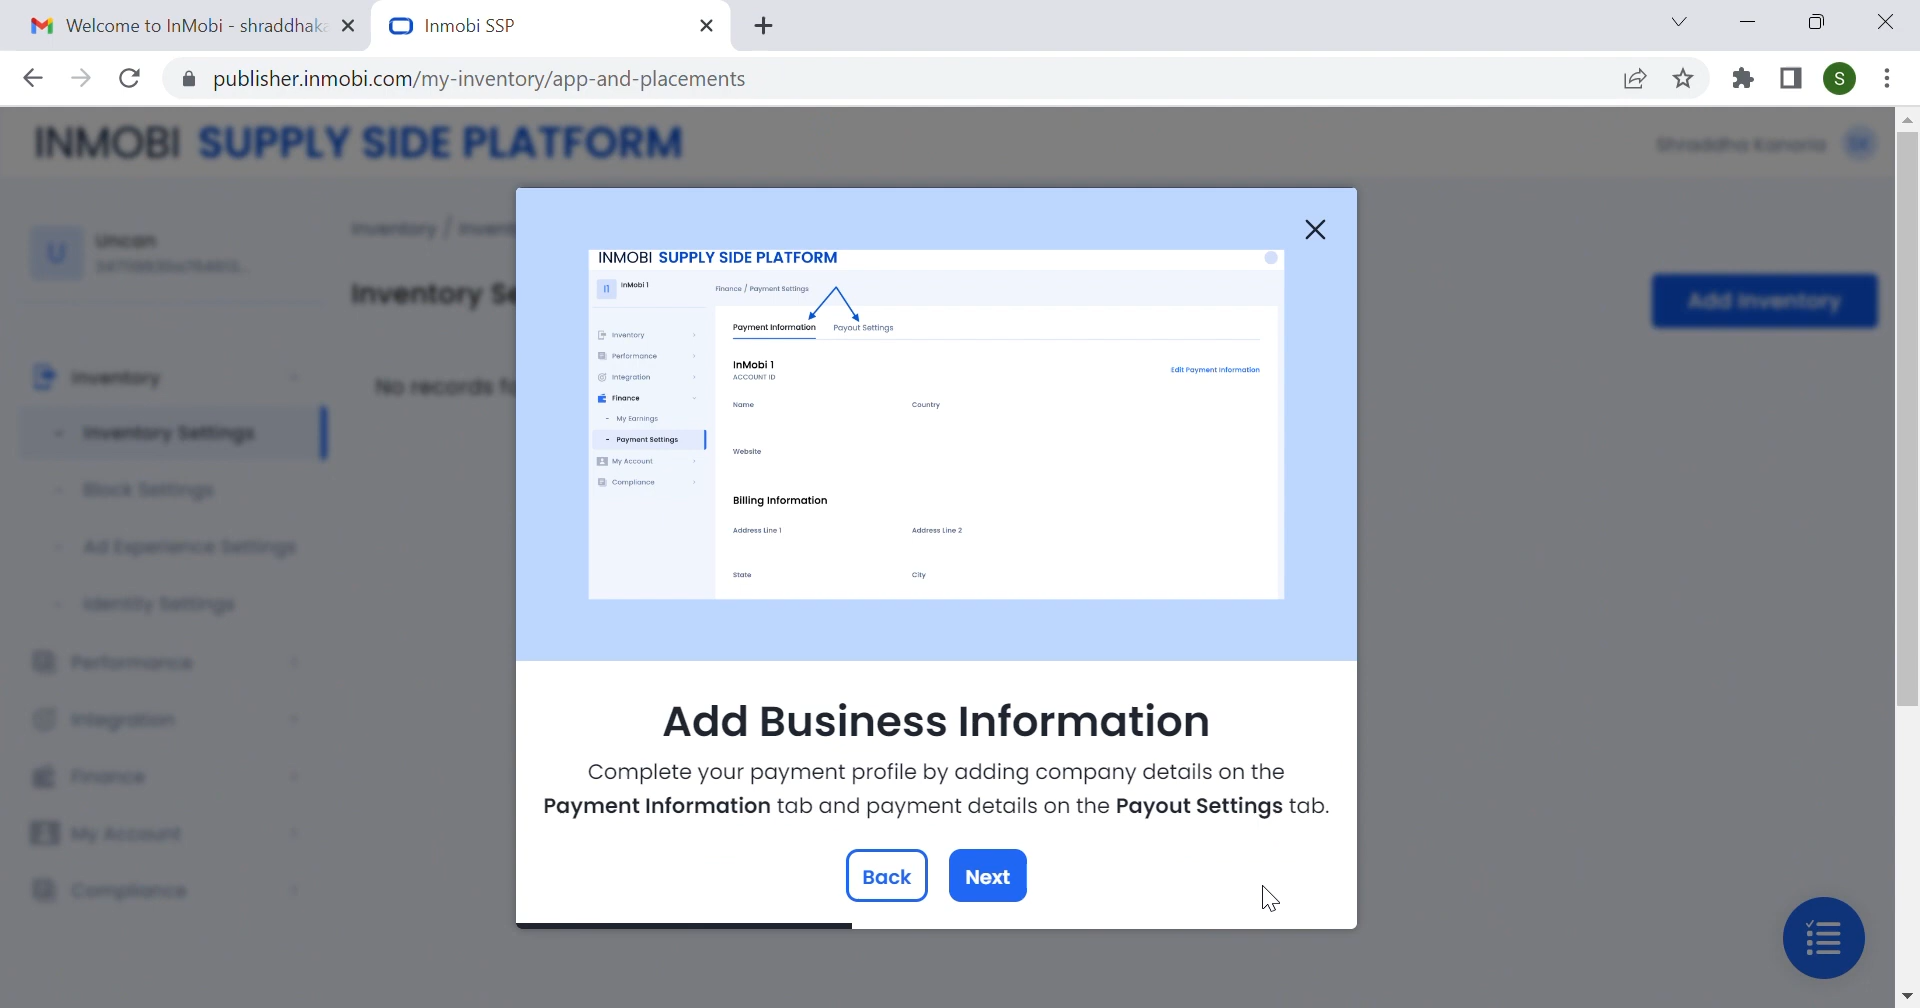 Welcome to InMobi - shraddhaka
Inmobi SSP
publisher.inmobi.com/my-inventory/app-and-placements
S
INMOBI SUPPLY SIDE PLATFORM
Shraddha Kanoria
U
Uncan
Inventory / Invent
Inventory Se
Add Inventory
No records fo
Inventory
- Inventory Settings
- Block Settings
- Ad Experience Settings
- Identity Settings
Performance
Integration
Finance
My Account
Compliance
INMOBI SUPPLY SIDE PLATFORM
I1
InMobi 1
Finance / Payment Settings
Inventory
Performance
Integration
Finance
- My Earnings
- Payment Settings
My Account
Compliance
Payment Information
Payout Settings
InMobi 1
ACCOUNT ID
Edit Payment Information
Name
Country
Website
Billing Information
Address Line 1
Address Line 2
State
City
Add Business Information
Complete your payment profile by adding company details on the
Payment Information tab and payment details on the Payout Settings tab.
Back
Next